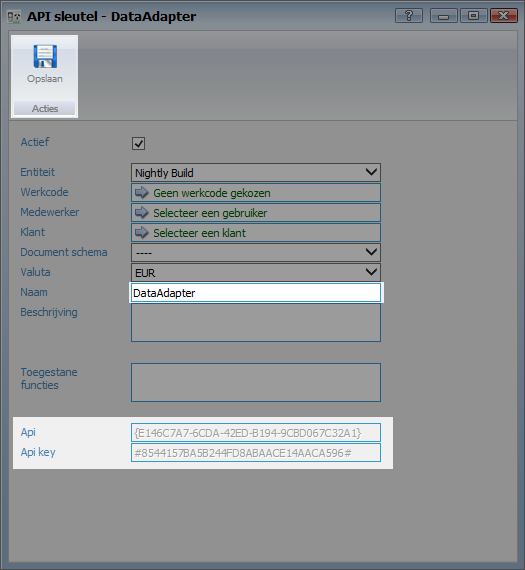 API sleutel - DataAdapter
?
Opslaan
Acties
Actief
Entiteit Nightly Build
Werkcode Geen werkcode gekozen
Medewerker Selecteer een gebruiker
Klant Selecteer een klant
Document schema ----
Valuta EUR
Naam DataAdapter
Beschrijving
Toegestane
functies
Api {E146C7A7-6CDA-42ED-B194-9CBD067C32A1}
Api key #8544157BA5B244FD8ABAACE14AACA596#